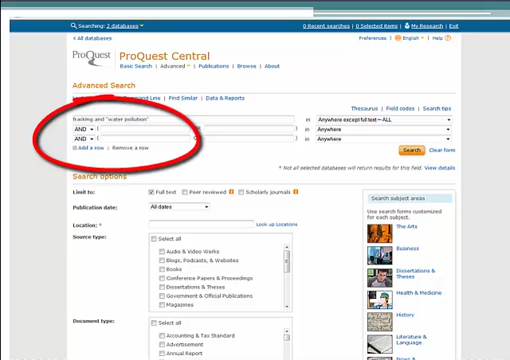 Searching: 2 databases
0 Recent searches | 0 Selected Items | My Research | Exit
< All databases
Preferences | English | Help
ProQuest
ProQuest Central
Basic Search | Advanced | Publications | Browse | About
Advanced Search
Command Line | Find Similar | Data & Reports
Thesaurus | Field codes | Search tips
fracking and "water pollution" in Anywhere except full text - ALL
AND ( ) in Anywhere
AND ( ) in Anywhere
Add a row | Remove a row
Search Clear form
* Not all selected databases will return results for this field. View details
Search options
Limit to: Full text Peer reviewed Scholarly journals
Publication date: All dates
Location: * Look up Locations
Source type: Select all
Audio & Video Works
Blogs, Podcasts, & Websites
Books
Conference Papers & Proceedings
Dissertations & Theses
Government & Official Publications
Magazines
Document type: Select all
Accounting & Tax Standard
Advertisement
Annual Report
Search subject areas
Use search forms customized
for each subject.
The Arts
Business
Dissertations &
Theses
Health & Medicine
History
Literature &
Language